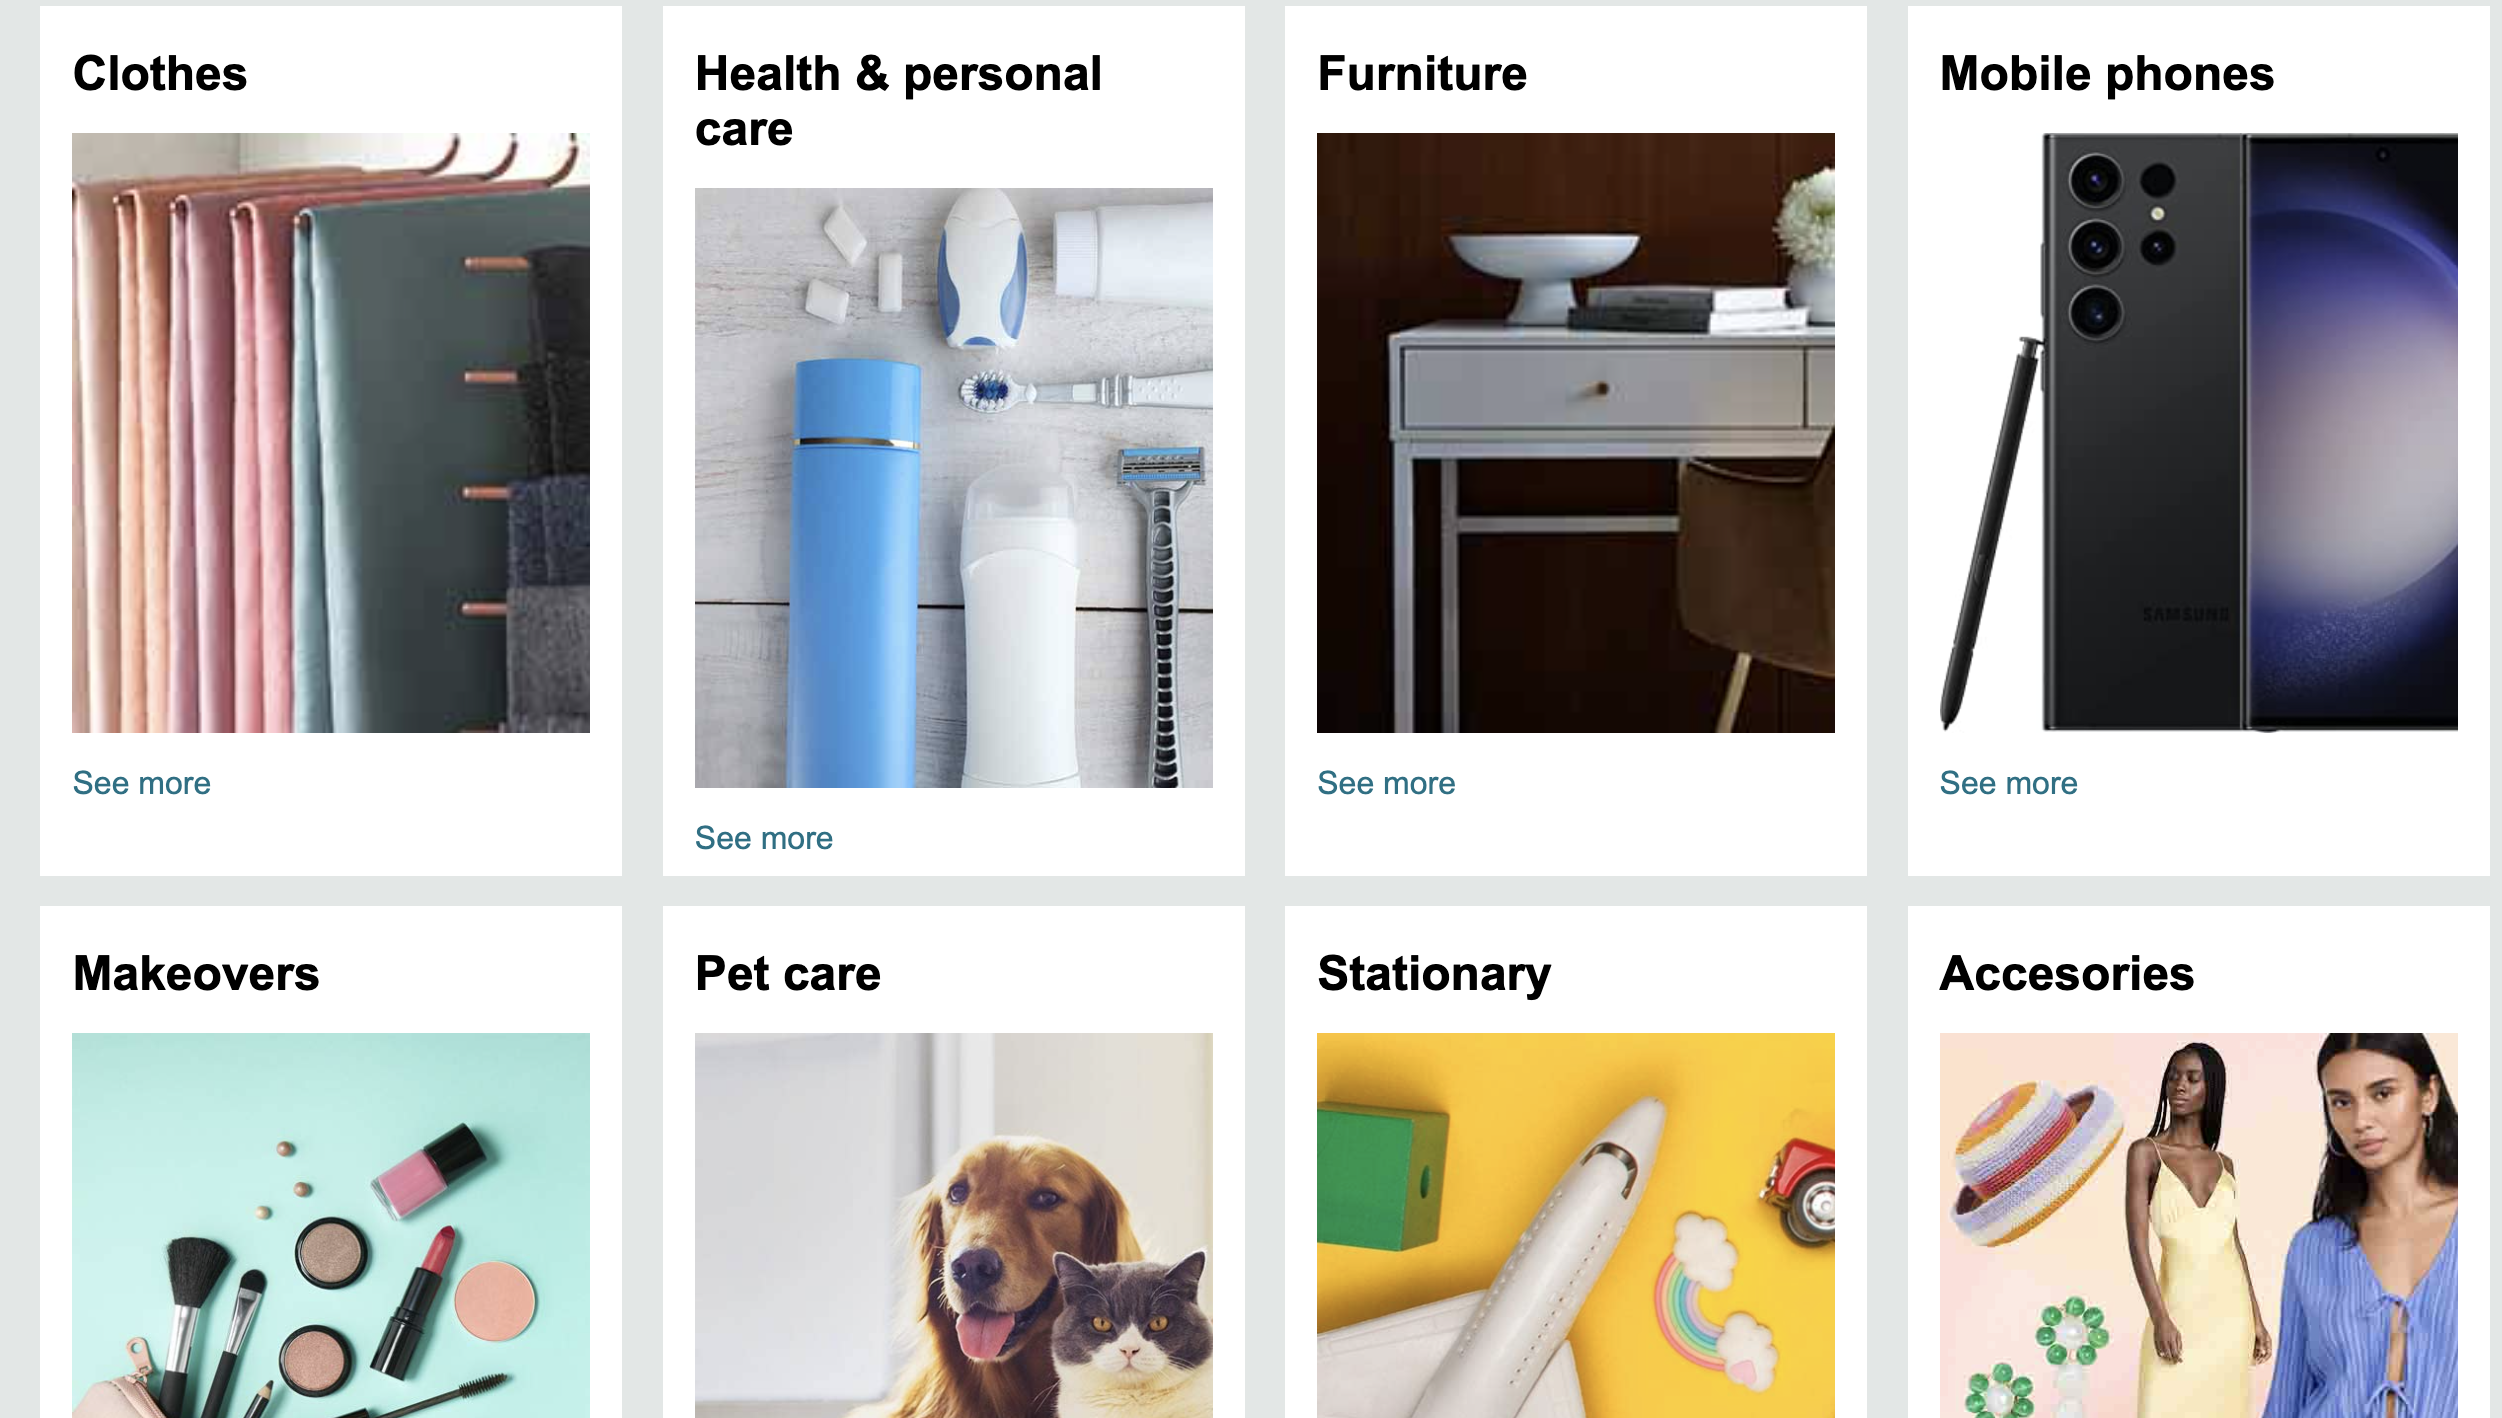 Clothes
Health & personal
care
Furniture
Mobile phones
SAMSUNG
See more
See more
See more
See more
Makeovers
Pet care
Stationary
Accesories